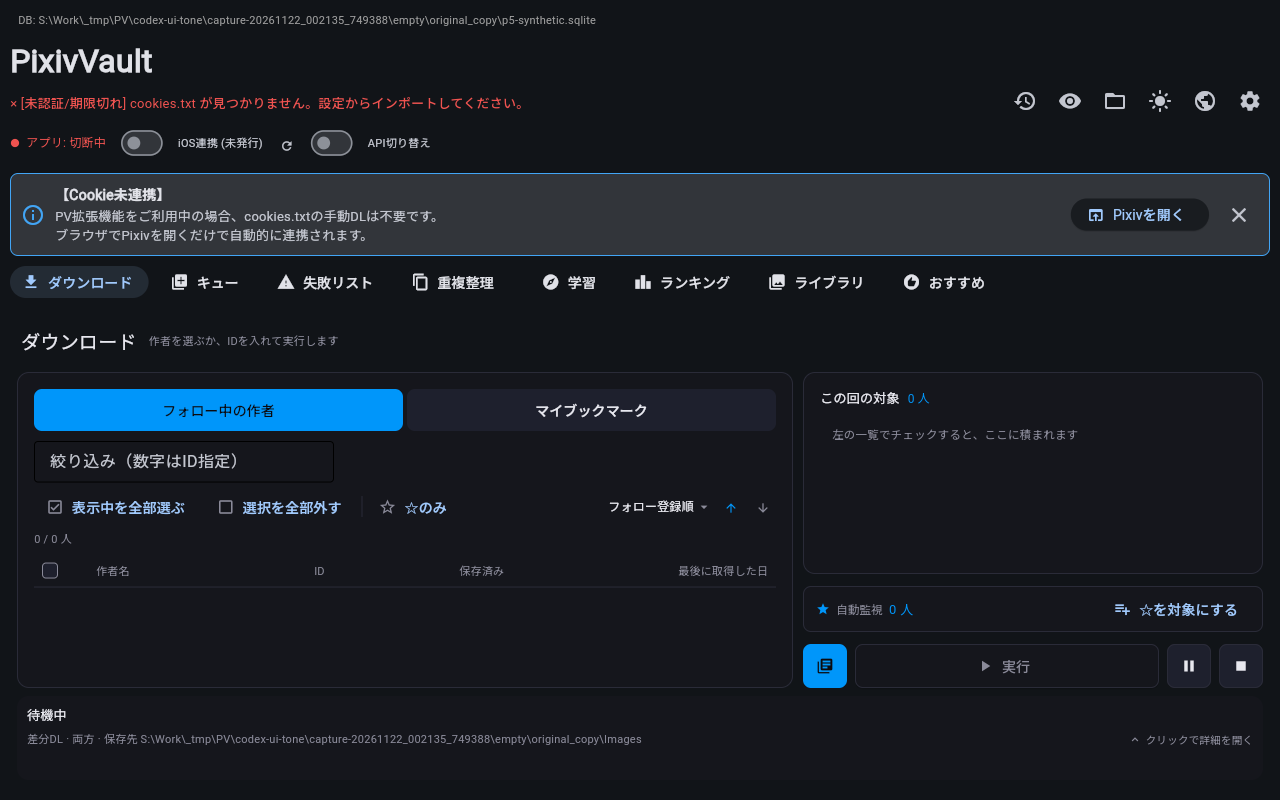 DB: S:\Work\_tmp\PV\codex-ui-tone\capture-20261122_002135_749388\empty\original_copy\p5-synthetic.sqlite
PixivVault
× [未認証/期限切れ] cookies.txt が見つかりません。設定からインポートしてください。
アプリ: 切断中 iOS連携 (未発行) API切り替え
【Cookie未連携】
PV拡張機能をご利用中の場合、cookies.txtの手動DLは不要です。
ブラウザでPixivを開くだけで自動的に連携されます。
Pixivを開く
ダウンロード キュー 失敗リスト 重複整理 学習 ランキング ライブラリ おすすめ
ダウンロード 作者を選ぶか、IDを入れて実行します
フォロー中の作者 マイブックマーク
絞り込み（数字はID指定）
表示中を全部選ぶ 選択を全部外す ☆のみ フォロー登録順
0 / 0 人
作者名 ID 保存済み 最後に取得した日
この回の対象 0 人
左の一覧でチェックすると、ここに積まれます
自動監視 0 人 ☆を対象にする
実行
待機中
差分DL · 両方 · 保存先 S:\Work\_tmp\PV\codex-ui-tone\capture-20261122_002135_749388\empty\original_copy\Images
クリックで詳細を開く